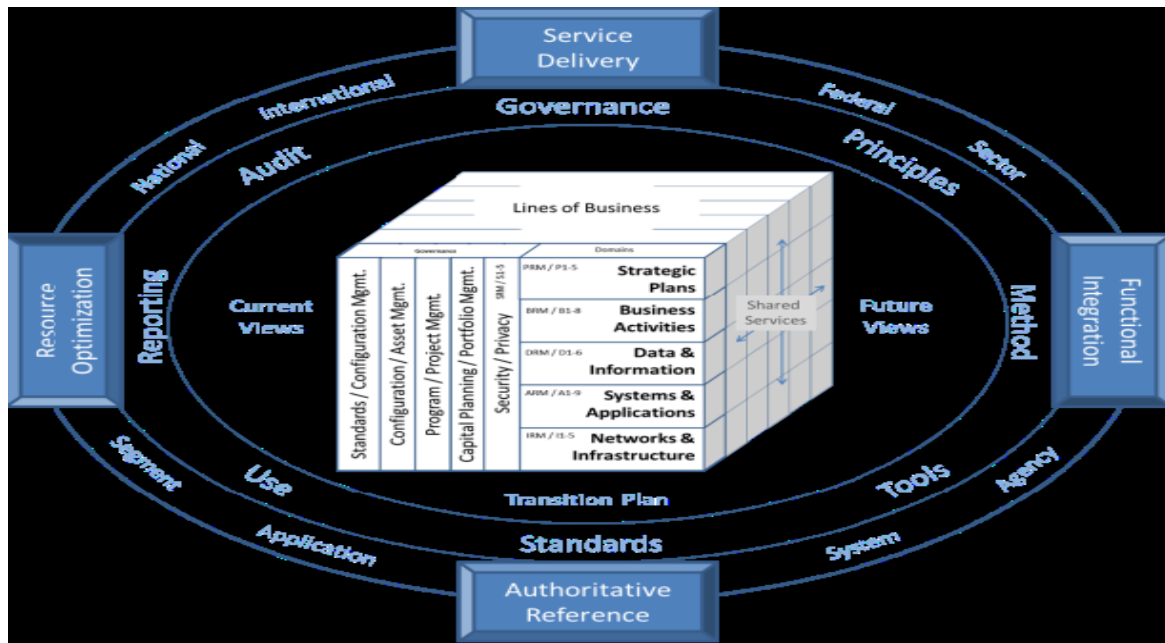 Service
Delivery
International
Federal
Governance
National
Sector
Audit
Principles
Lines of Business
Governance
Domains
Resource
Optimization
Reporting
Current
Views
Standards / Configuration Mgmt.
Configuration / Asset Mgmt.
Program / Project Mgmt.
Capital Planning / Portfolio Mgmt.
Security / Privacy
SRM / S1-5
PRM / P1-5
Strategic
Plans
BRM / B1-8
Business
Activities
DRM / D1-6
Data &
Information
ARM / A1-9
Systems &
Applications
IRM / I1-5
Networks &
Infrastructure
Shared
Services
Future
Views
Method
Functional
Integration
Segment
Use
Transition Plan
Tools
Agency
Application
Standards
System
Authoritative
Reference